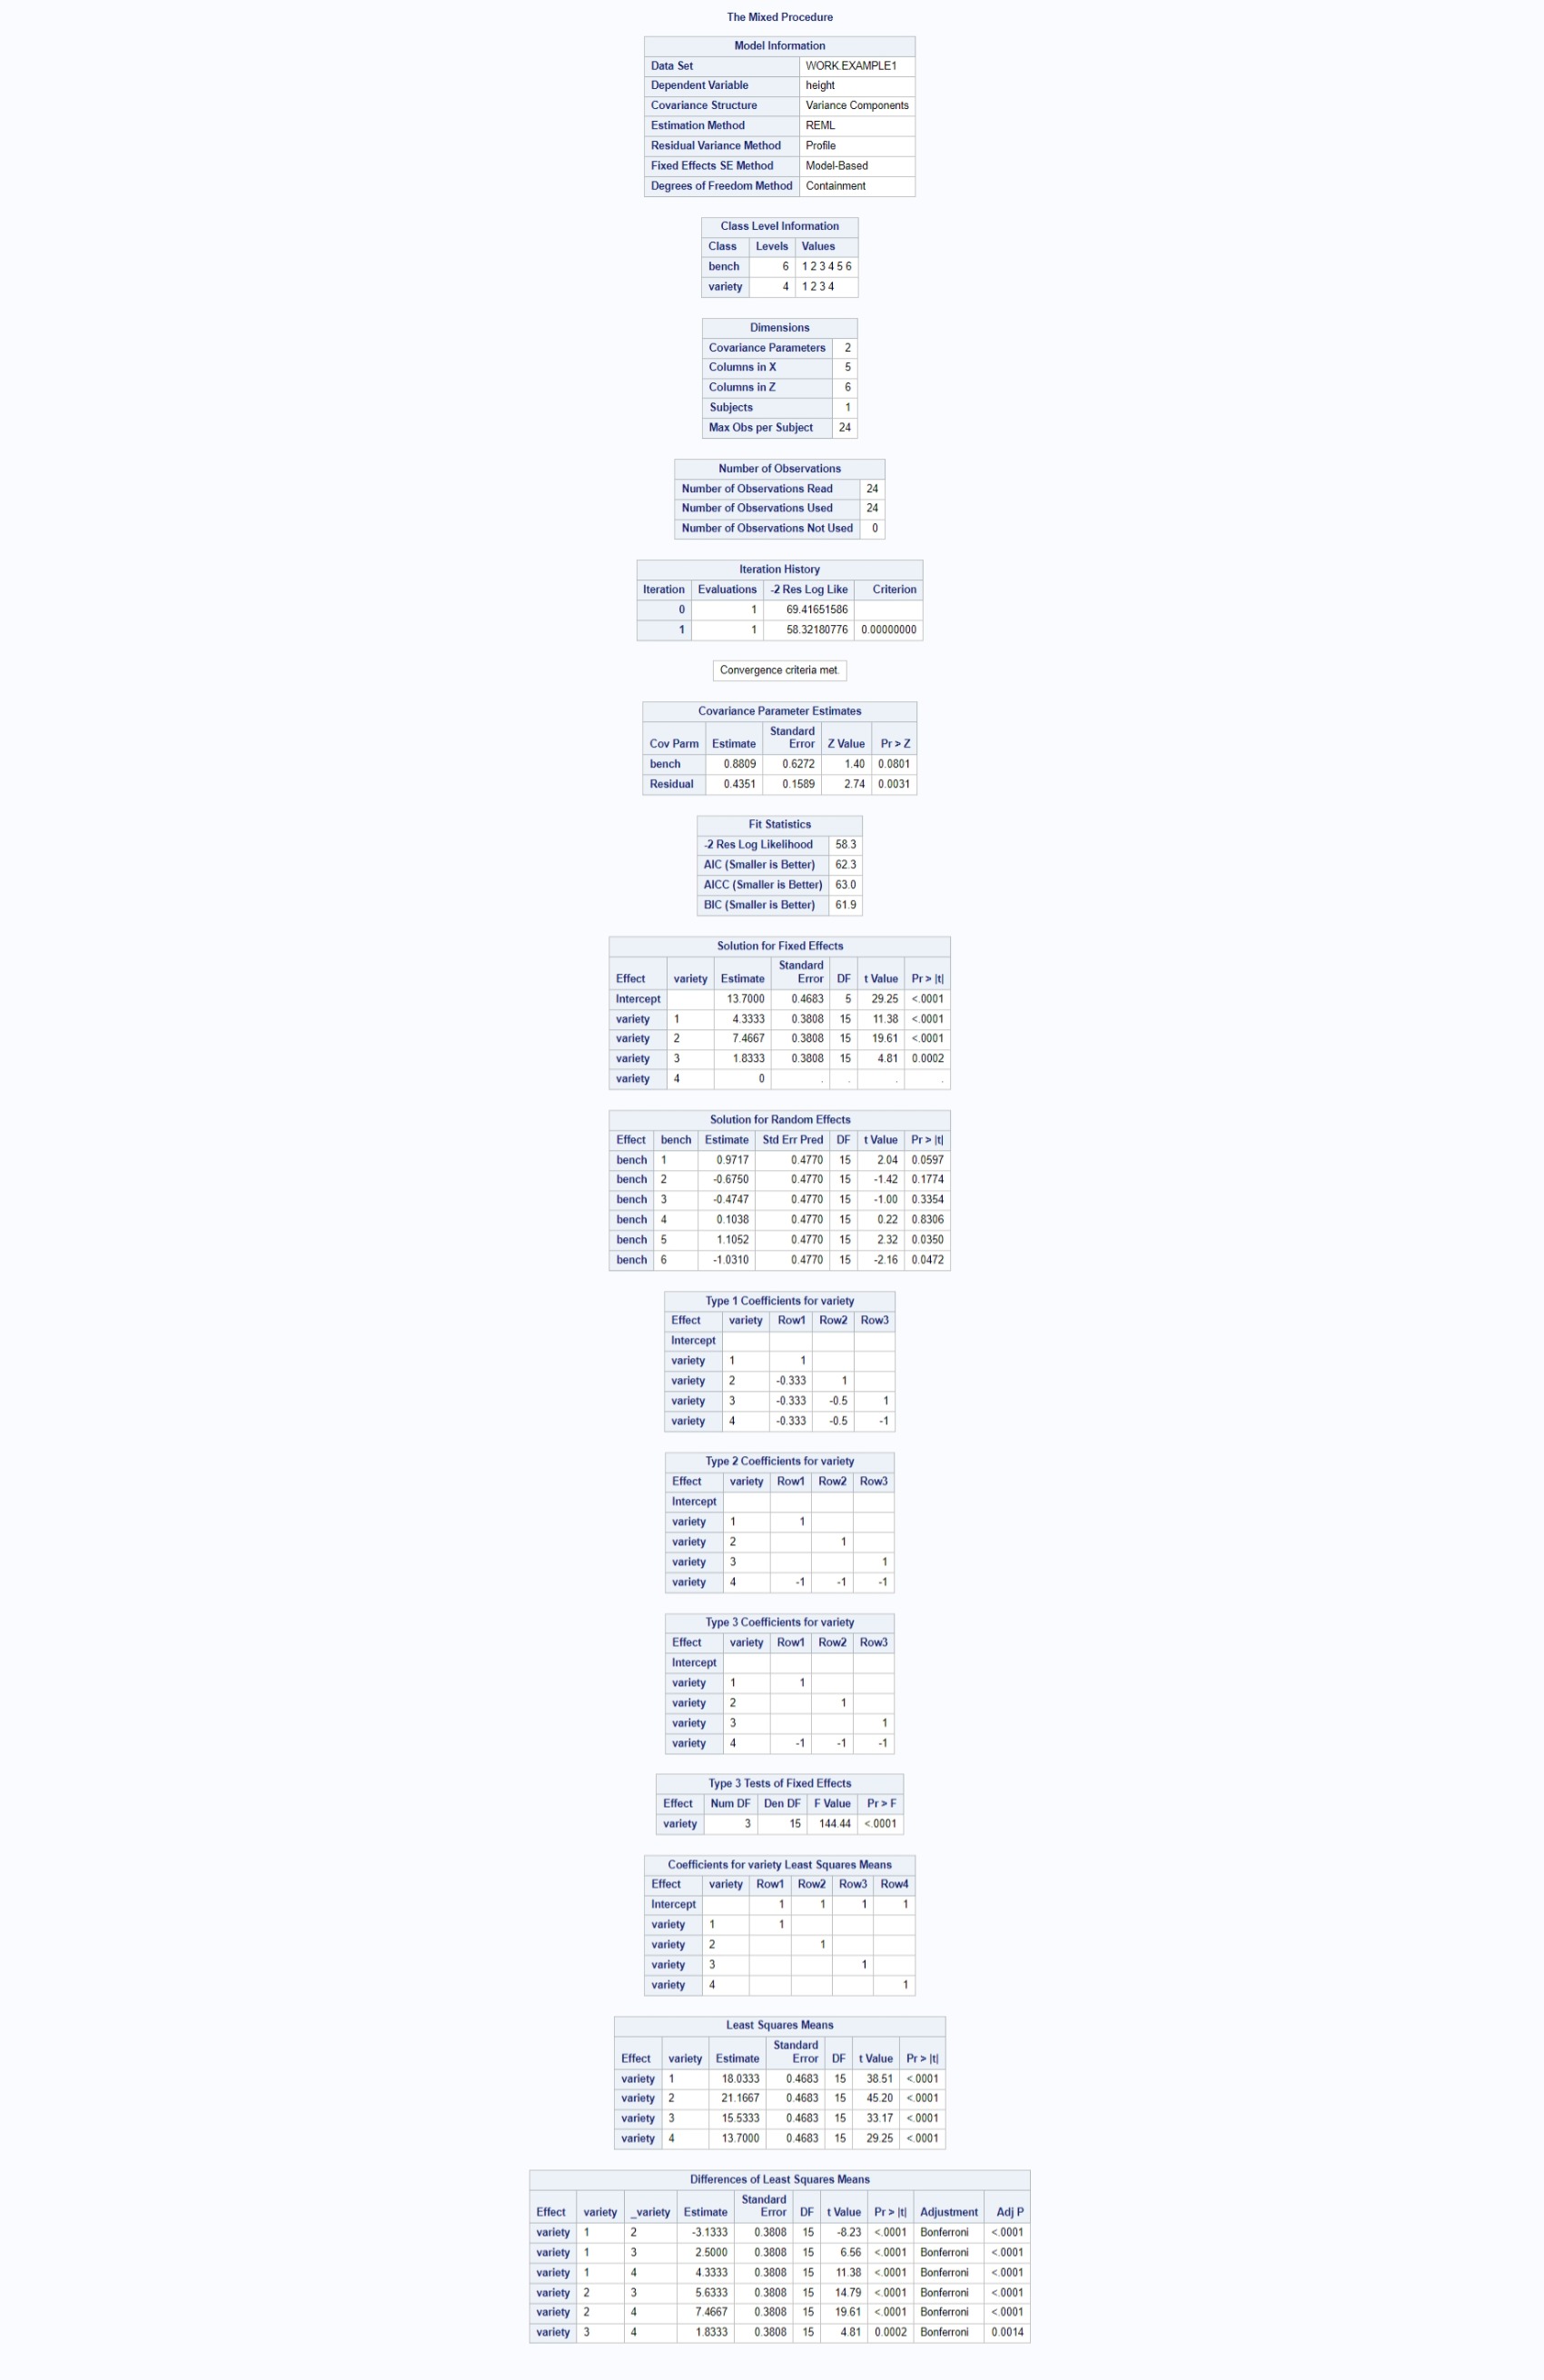 The Mixed Procedure
Model Information
Data Set WORK.EXAMPLE1
Dependent Variable height
Covariance Structure Variance Components
Estimation Method REML
Residual Variance Method Profile
Fixed Effects SE Method Model-Based
Degrees of Freedom Method Containment
Class Level Information
Class Levels Values
bench 6 1 2 3 4 5 6
variety 4 1 2 3 4
Dimensions
Covariance Parameters 2
Columns in X 5
Columns in Z 6
Subjects 1
Max Obs per Subject 24
Number of Observations
Number of Observations Read 24
Number of Observations Used 24
Number of Observations Not Used 0
Iteration History
Iteration Evaluations -2 Res Log Like Criterion
0 1 69.41651586
1 1 58.32180776 0.00000000
Convergence criteria met.
Covariance Parameter Estimates
Cov Parm Estimate Standard Error Z Value Pr > Z
bench 0.8809 0.6272 1.40 0.0801
Residual 0.4351 0.1589 2.74 0.0031
Fit Statistics
-2 Res Log Likelihood 58.3
AIC (Smaller is Better) 62.3
AICC (Smaller is Better) 63.0
BIC (Smaller is Better) 61.9
Solution for Fixed Effects
Effect variety Estimate Standard Error DF t Value Pr > |t|
Intercept 13.7000 0.4683 5 29.25 <.0001
variety 1 4.3333 0.3808 15 11.38 <.0001
variety 2 7.4667 0.3808 15 19.61 <.0001
variety 3 1.8333 0.3808 15 4.81 0.0002
variety 4 0 . . . .
Solution for Random Effects
Effect bench Estimate Std Err Pred DF t Value Pr > |t|
bench 1 0.9717 0.4770 15 2.04 0.0597
bench 2 -0.6750 0.4770 15 -1.42 0.1774
bench 3 -0.4747 0.4770 15 -1.00 0.3354
bench 4 0.1038 0.4770 15 0.22 0.8306
bench 5 1.1052 0.4770 15 2.32 0.0350
bench 6 -1.0310 0.4770 15 -2.16 0.0472
Type 1 Coefficients for variety
Effect variety Row1 Row2 Row3
Intercept
variety 1 1
variety 2 -0.333 1
variety 3 -0.333 -0.5 1
variety 4 -0.333 -0.5 -1
Type 2 Coefficients for variety
Effect variety Row1 Row2 Row3
Intercept
variety 1 1
variety 2 1
variety 3 1
variety 4 -1 -1 -1
Type 3 Coefficients for variety
Effect variety Row1 Row2 Row3
Intercept
variety 1 1
variety 2 1
variety 3 1
variety 4 -1 -1 -1
Type 3 Tests of Fixed Effects
Effect Num DF Den DF F Value Pr > F
variety 3 15 144.44 <.0001
Coefficients for variety Least Squares Means
Effect variety Row1 Row2 Row3 Row4
Intercept 1 1 1 1
variety 1 1
variety 2 1
variety 3 1
variety 4 1
Least Squares Means
Effect variety Estimate Standard Error DF t Value Pr > |t|
variety 1 18.0333 0.4683 15 38.51 <.0001
variety 2 21.1667 0.4683 15 45.20 <.0001
variety 3 15.5333 0.4683 15 33.17 <.0001
variety 4 13.7000 0.4683 15 29.25 <.0001
Differences of Least Squares Means
Effect variety _variety Estimate Standard Error DF t Value Pr > |t| Adjustment Adj P
variety 1 2 -3.1333 0.3808 15 -8.23 <.0001 Bonferroni <.0001
variety 1 3 2.5000 0.3808 15 6.56 <.0001 Bonferroni <.0001
variety 1 4 4.3333 0.3808 15 11.38 <.0001 Bonferroni <.0001
variety 2 3 5.6333 0.3808 15 14.79 <.0001 Bonferroni <.0001
variety 2 4 7.4667 0.3808 15 19.61 <.0001 Bonferroni <.0001
variety 3 4 1.8333 0.3808 15 4.81 0.0002 Bonferroni 0.0014